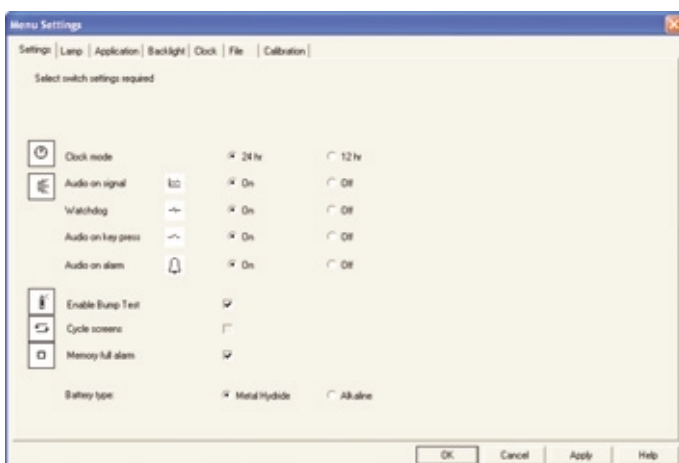 Menu Settings
Settings Lamp Application Backlight Clock File Calibration
Select switch settings required
Clock mode 24 hr 12 hr
Audio on signal On Off
Watchdog On Off
Audio on key press On Off
Audio on alarm On Off
Enable Bump Test
Cycle screens
Memory full alarm
Battery type: Metal Hydride Alkaline
OK Cancel Apply Help